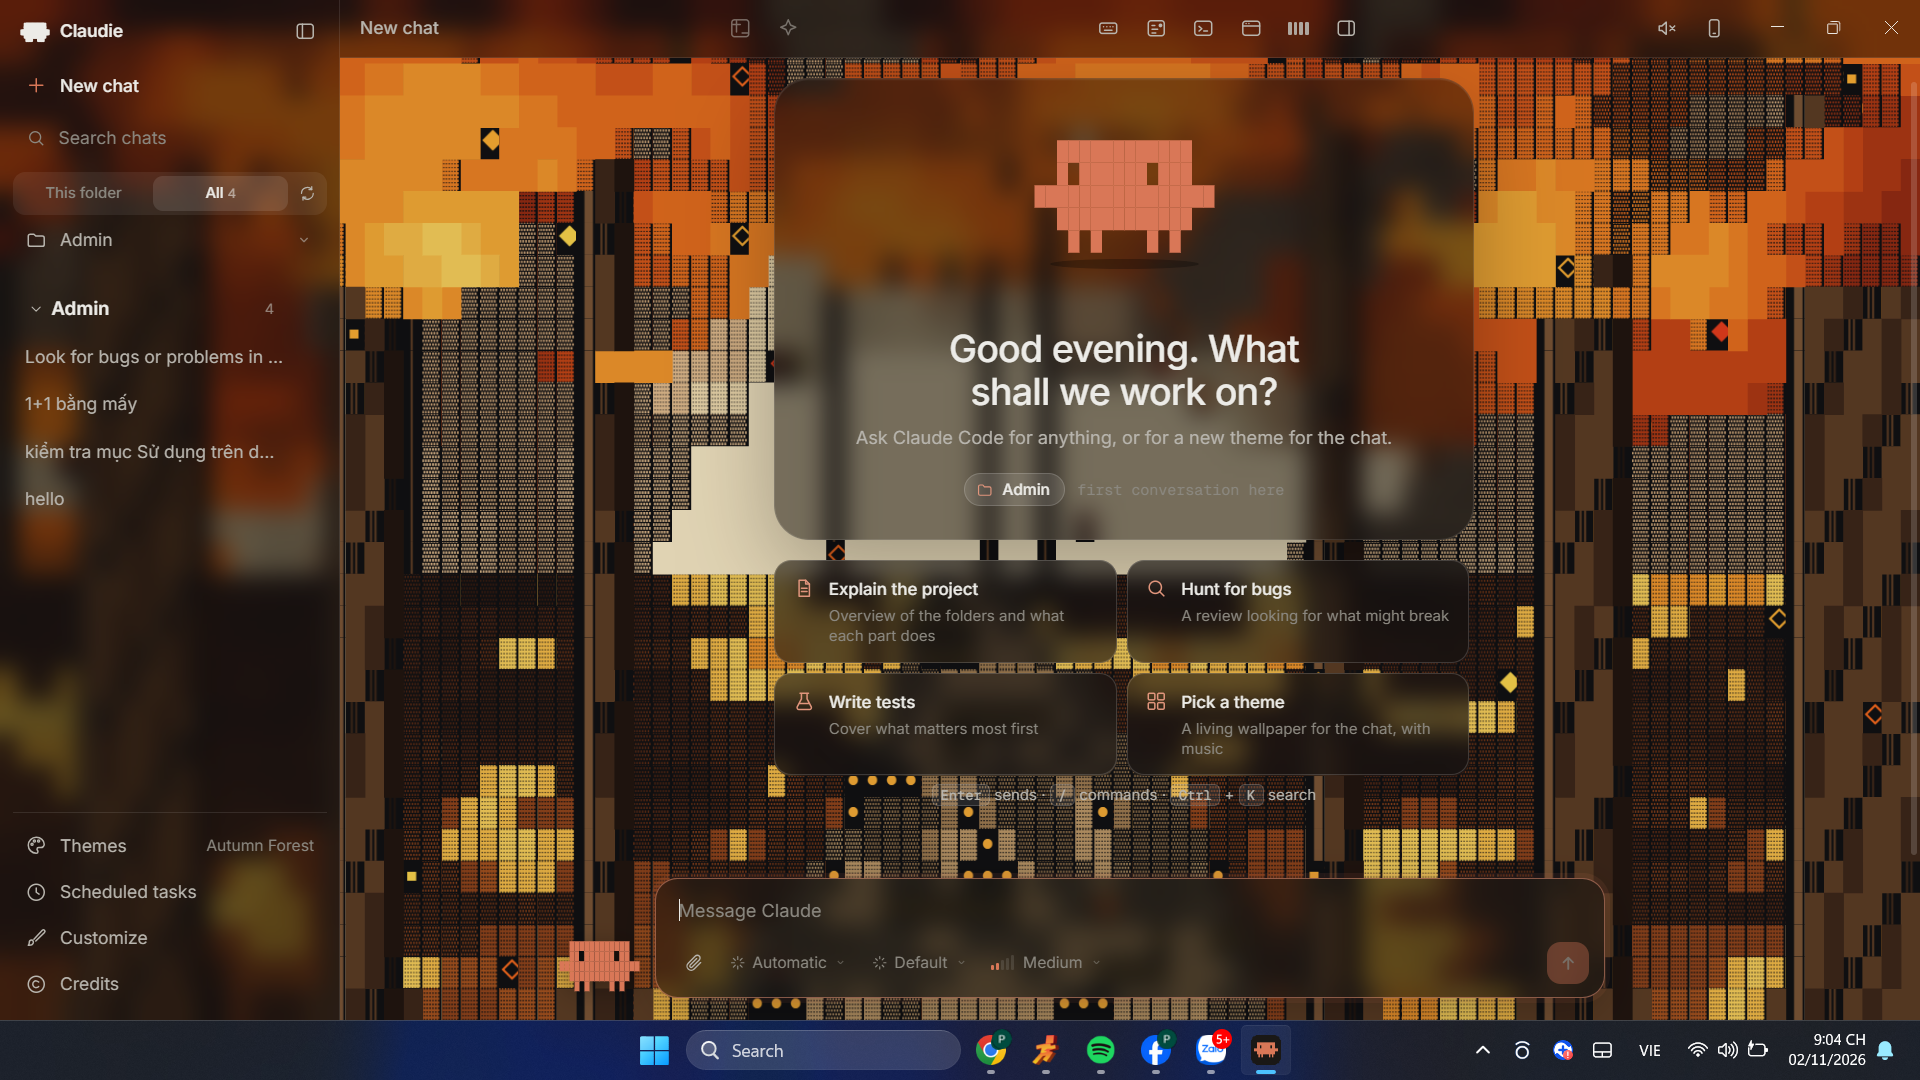 Claudie
New chat
Search chats
This folder
All 4
Admin
Admin
4
Look for bugs or problems in ...
1+1 bằng mấy
kiểm tra mục Sử dụng trên d...
hello
Themes
Autumn Forest
Scheduled tasks
Customize
Credits
New chat
Good evening. What
shall we work on?
Ask Claude Code for anything, or for a new theme for the chat.
Admin
first conversation here
Explain the project
Overview of the folders and what
each part does
Hunt for bugs
A review looking for what might break
Write tests
Cover what matters most first
Pick a theme
A living wallpaper for the chat, with
music
Enter sends · / commands · Ctrl + K search
Message Claude
Automatic
Default
Medium
Search
P
P
Zalo
5+
VIE
9:04 CH
02/11/2026